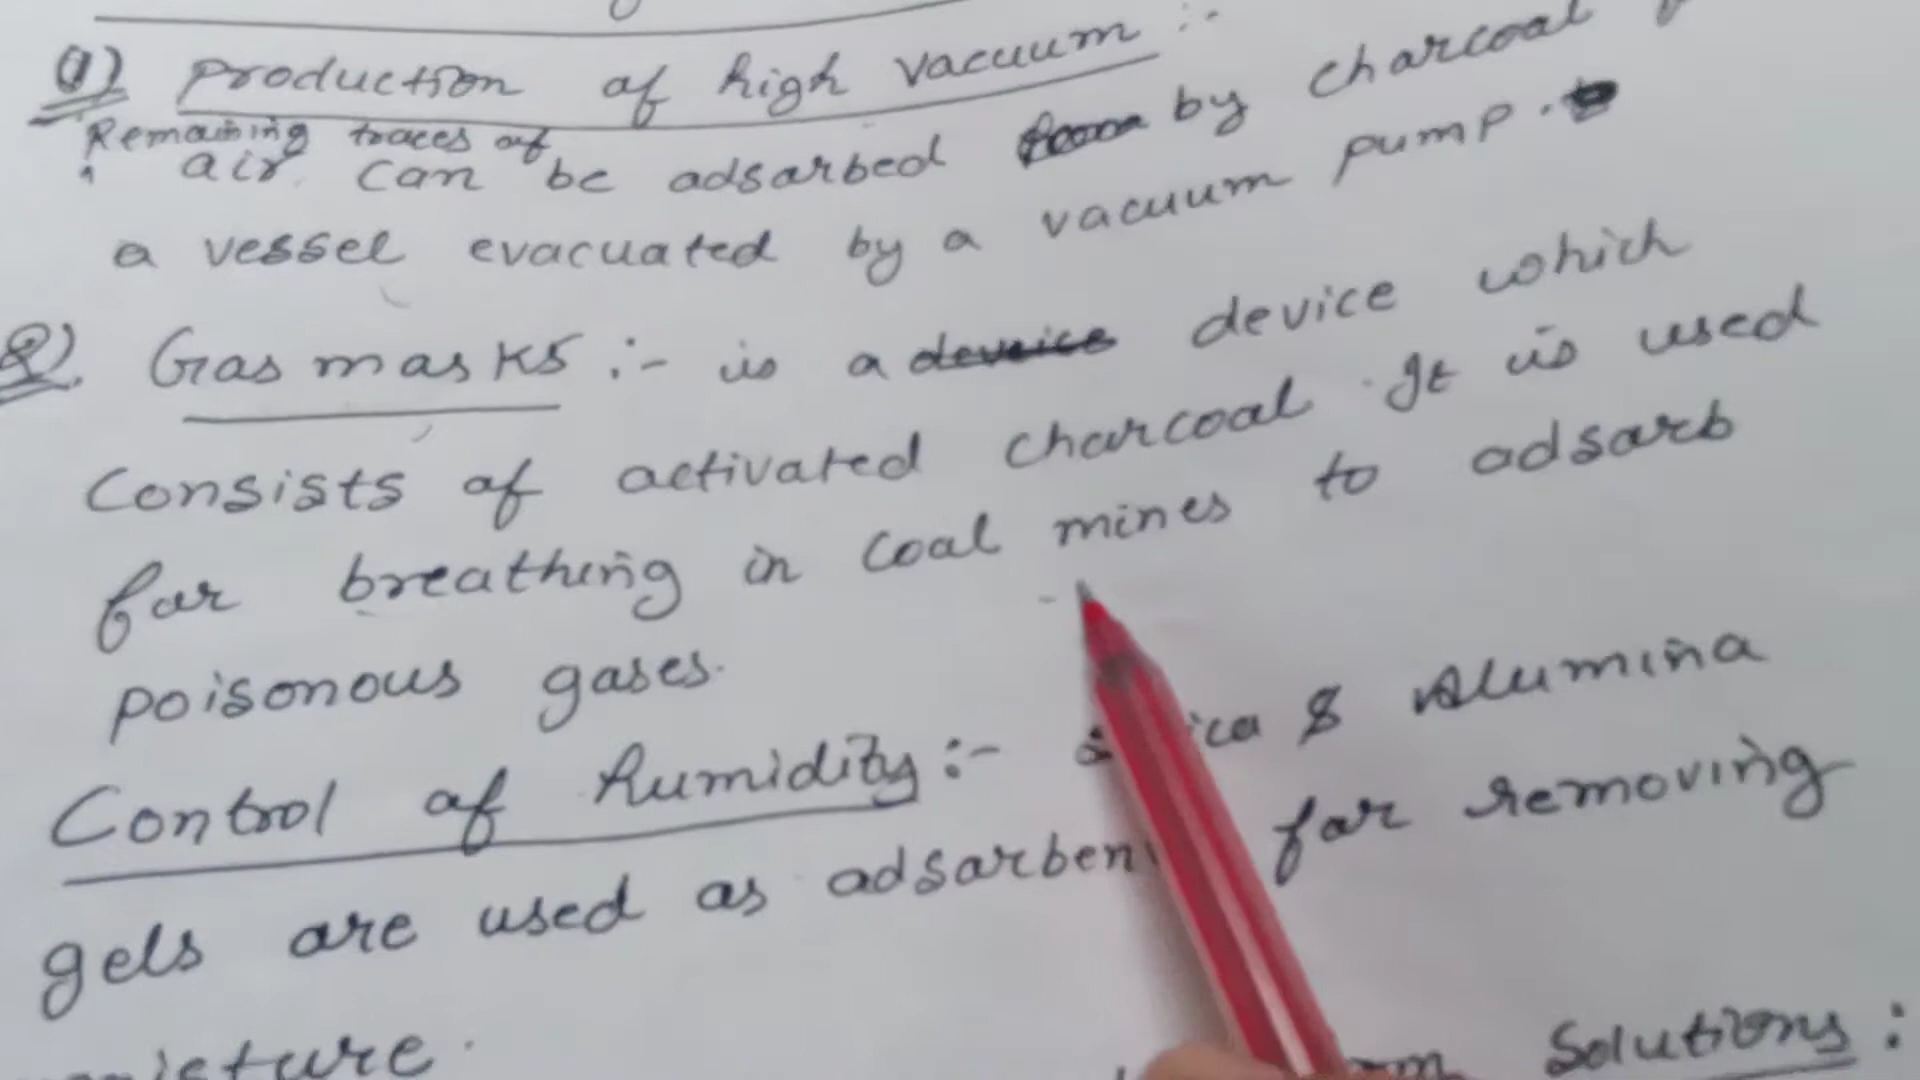 1) production of high vacuum :-
Remaining traces of
air can be adsarbed by charcoal
a vessel evacuated by a vacuum pump.
2) Gas masks :- is a device which
Consists of activated charcoal. It is used
far breathing in Coal mines to adsarb
poisonous gases.
Control of humidity :- & Alumina
gels are used as far removing
Solutions :